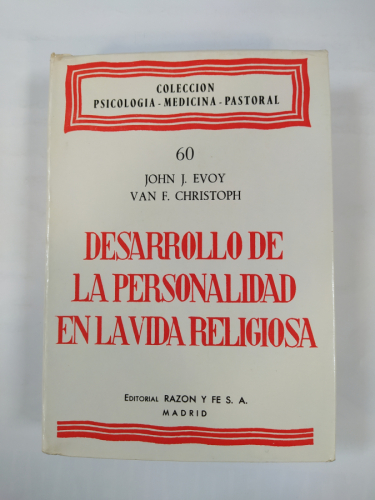 COLECCION
PSICOLOGIA - MEDICINA - PASTORAL
60
JOHN J. EVOY
VAN F. CHRISTOPH
DESARROLLO DE
LA PERSONALIDAD
EN LA VIDA RELIGIOSA
EDITORIAL RAZON Y FE S. A.
MADRID